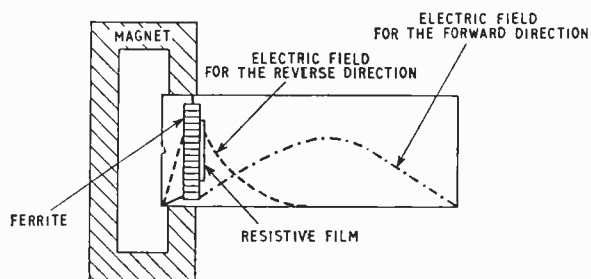 ELECTRIC FIELD
FOR THE FORWARD DIRECTION
MAGNET
ELECTRIC FIELD
FOR THE REVERSE DIRECTION
FERRITE
RESISTIVE FILM